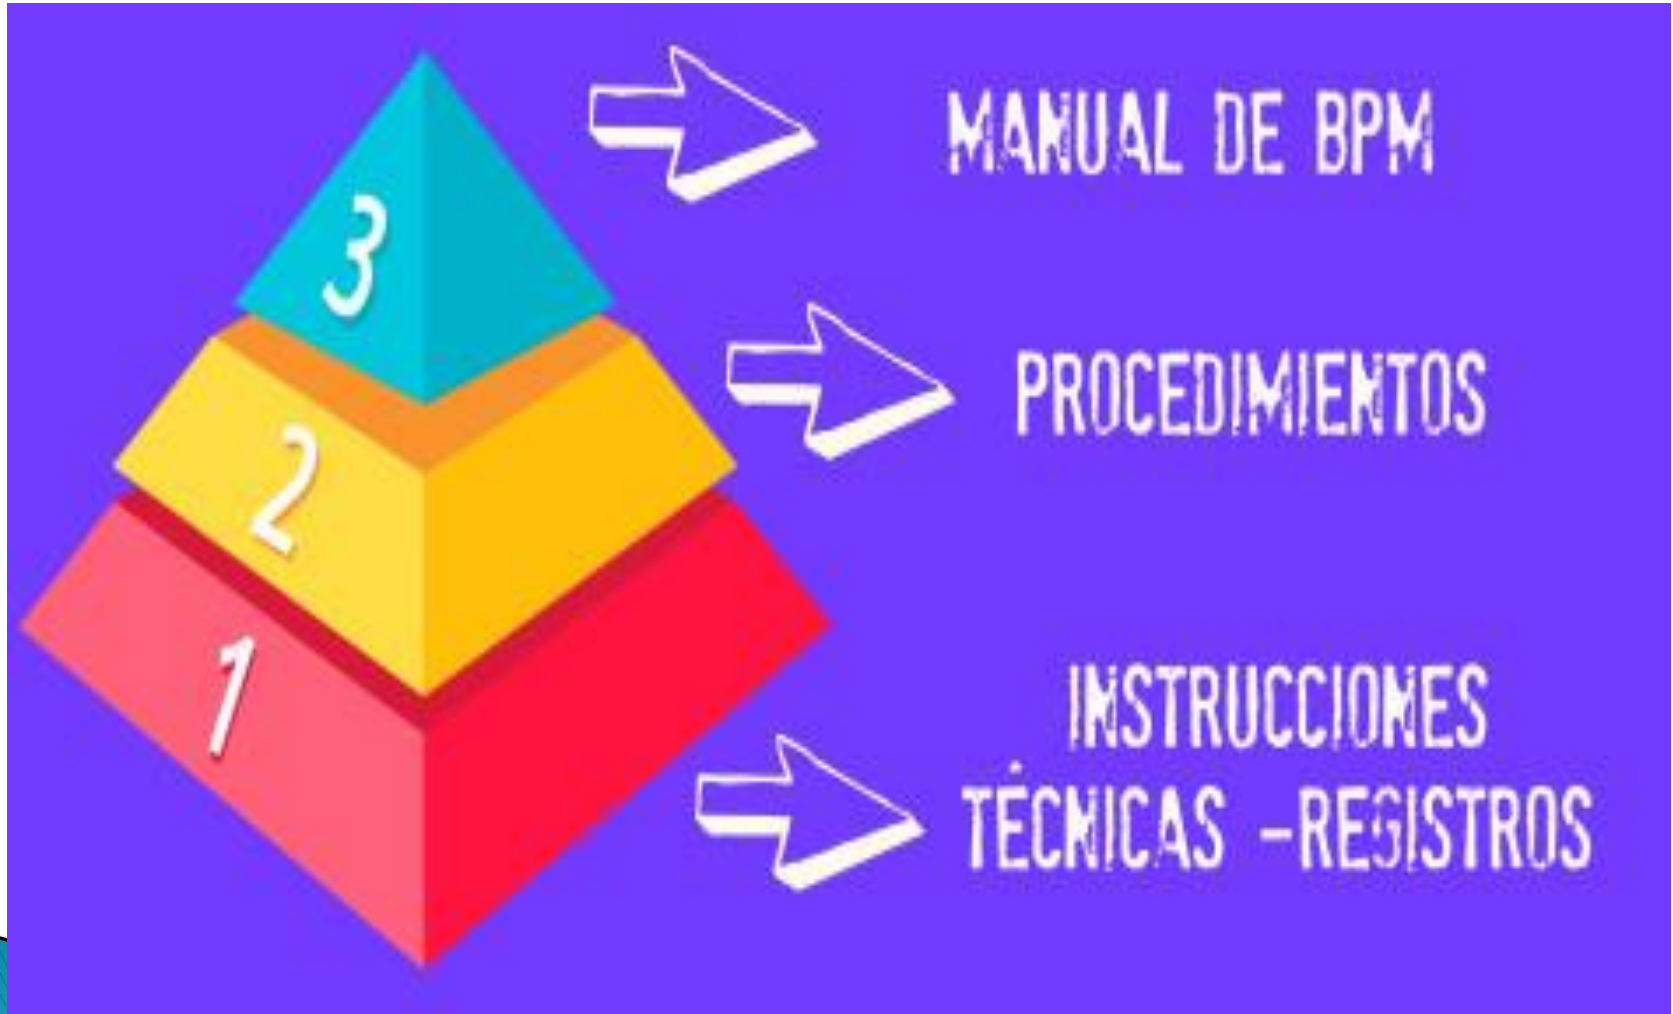 3
MANUAL DE BPM
2
PROCEDIMIENTOS
1
INSTRUCCIONES
TÉCNICAS -REGISTROS